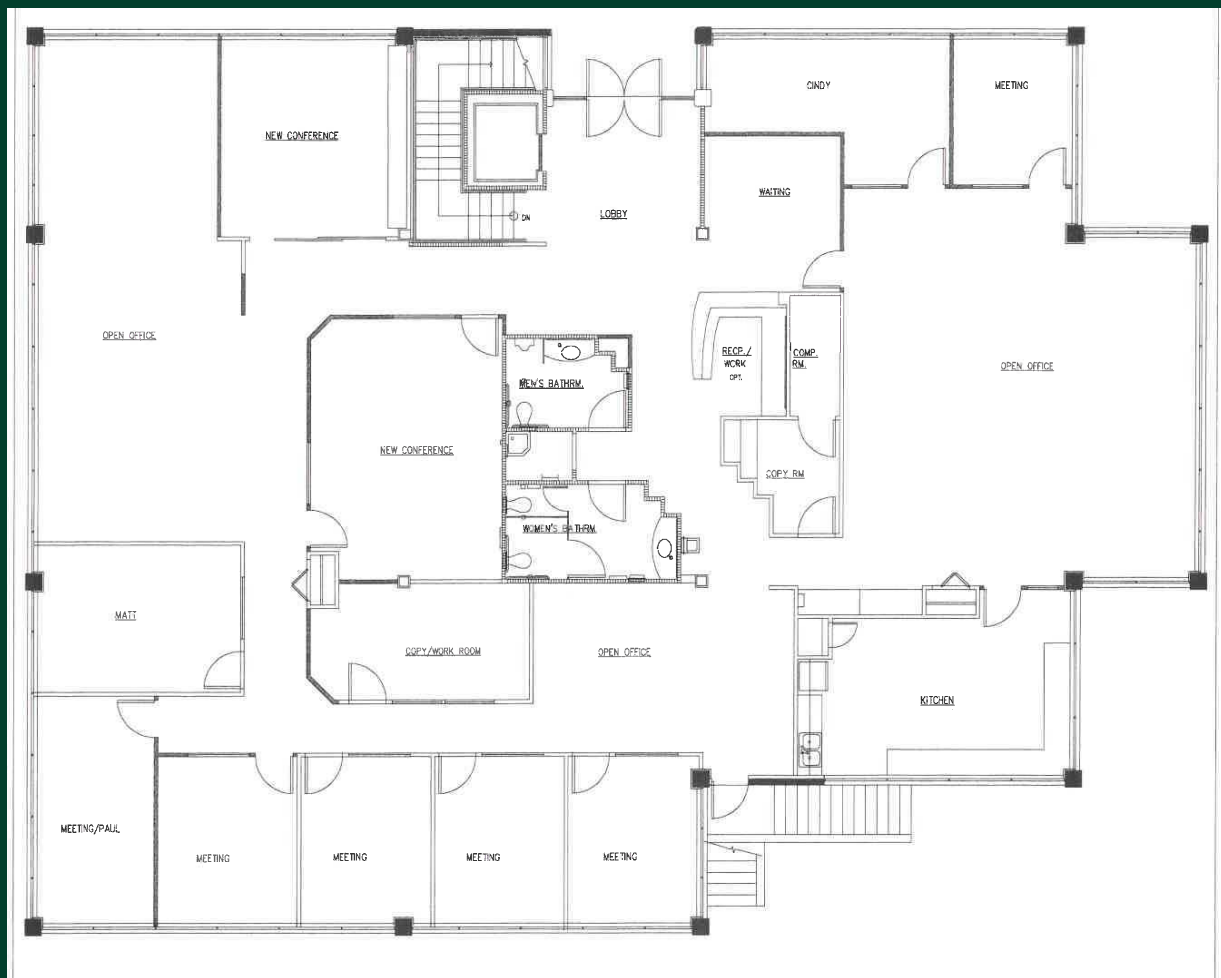 CINDY
MEETING
NEW CONFERENCE
WAITING
LOBBY
DN
OPEN OFFICE
RECP./
WORK
OPT.
COMP.
RM.
OPEN OFFICE
MEN'S BATHRM.
NEW CONFERENCE
COPY RM
WOMEN'S BATHRM.
MATT
COPY/WORK ROOM
OPEN OFFICE
KITCHEN
MEETING/PAUL
MEETING
MEETING
MEETING
MEETING